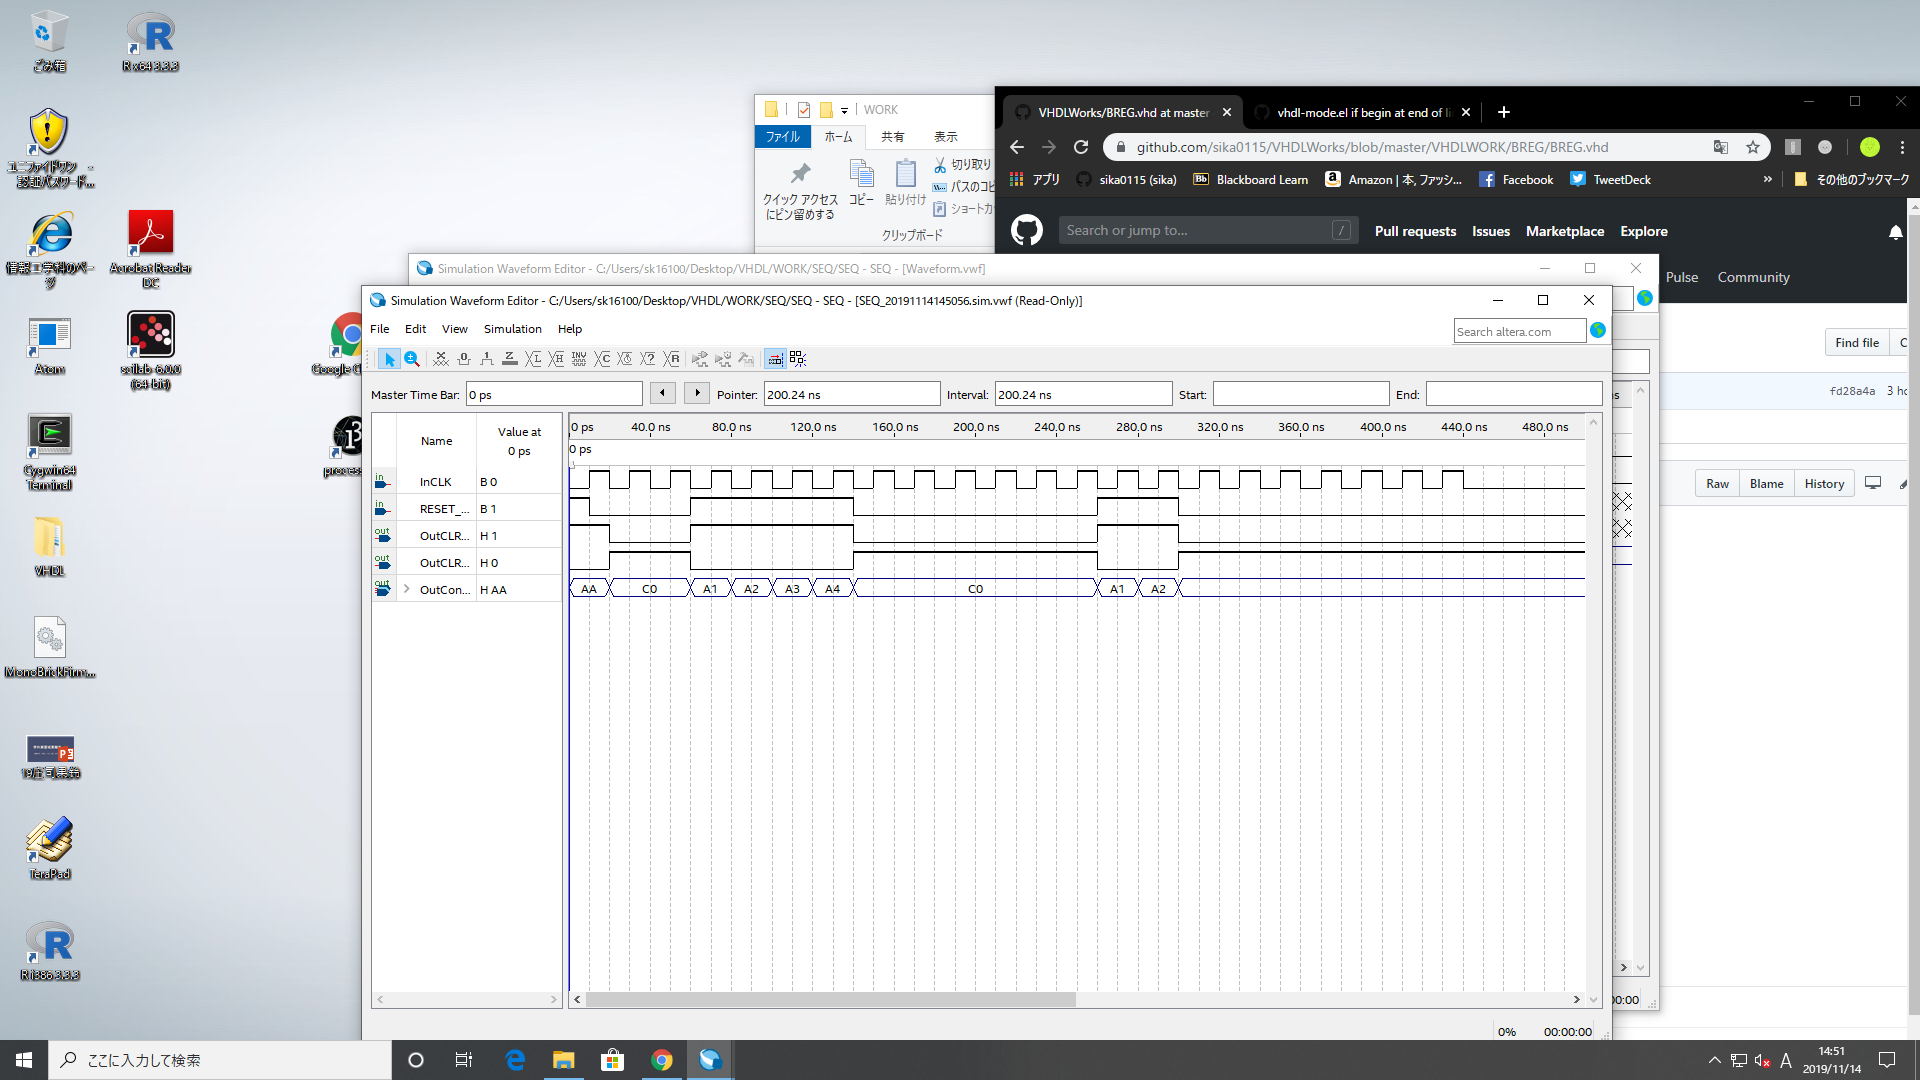 ごみ箱
R x64 3.3.3
ユニファイドワン -
認証パスワード...
情報工学科のペー
ジ
Acrobat Reader
DC
Atom
scilab-6.0.0
(64-bit)
Google C
Cygwin64
Terminal
process
VHDL
MonoBrickFirm...
TeraPad
R i386 3.3.3
WORK
ファイル
ホーム
共有
表示
クイック アクセス
にピン留めする
コピー
貼り付け
切り取り
パスのコピ
ショートカ
クリップボード
VHDLWorks/BREG.vhd at master
vhdl-mode.el if begin at end of li
github.com/sika0115/VHDLWorks/blob/master/VHDLWORK/BREG/BREG.vhd
アプリ
sika0115 (sika)
Bb Blackboard Learn
Amazon | 本, ファッシ...
Facebook
TweetDeck
»
その他のブックマーク
Search or jump to...
/
Pull requests Issues Marketplace Explore
Pulse Community
Find file
fd28a4a
Raw Blame History
Simulation Waveform Editor - C:/Users/sk16100/Desktop/VHDL/WORK/SEQ/SEQ - SEQ - [Waveform.vwf]
Simulation Waveform Editor - C:/Users/sk16100/Desktop/VHDL/WORK/SEQ/SEQ - SEQ - [SEQ_20191114145056.sim.vwf (Read-Only)]
File Edit View Simulation Help
Search altera.com
Master Time Bar: 0 ps
Pointer: 200.24 ns
Interval: 200.24 ns
Start:
End:
Name
Value at
0 ps
0 ps 40.0 ns 80.0 ns 120.0 ns 160.0 ns 200.0 ns 240.0 ns 280.0 ns 320.0 ns 360.0 ns 400.0 ns 440.0 ns 480.0 ns
0 ps
in InCLK B 0
in RESET_... B 1
out OutCLR... H 1
out OutCLR... H 0
out > OutCon... H AA
AA C0 A1 A2 A3 A4 C0 A1 A2
0% 00:00:00
00:00
ここに入力して検索
A
14:51
2019/11/14